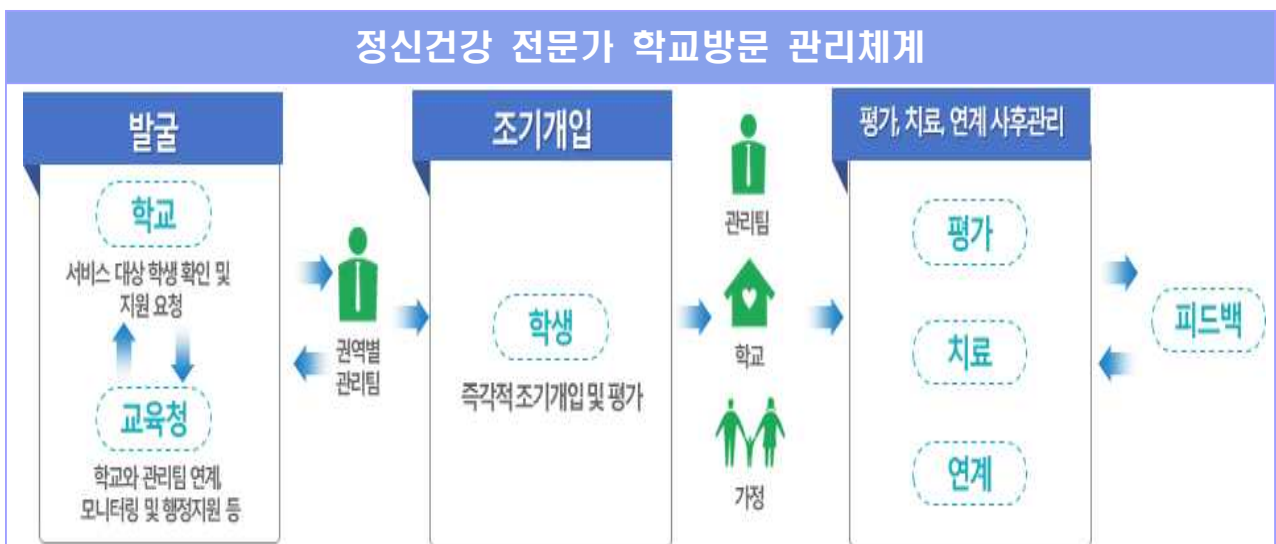 정신건강 전문가 학교방문 관리체계
발굴
학교
서비스 대상 학생 확인 및
지원 요청
교육청
학교와 관리팀 연계,
모니터링 및 행정지원 등
권역별
관리팀
조기개입
학생
즉각적 조기개입 및 평가
관리팀
학교
가정
평가, 치료, 연계 사후관리
평가
치료
연계
피드백